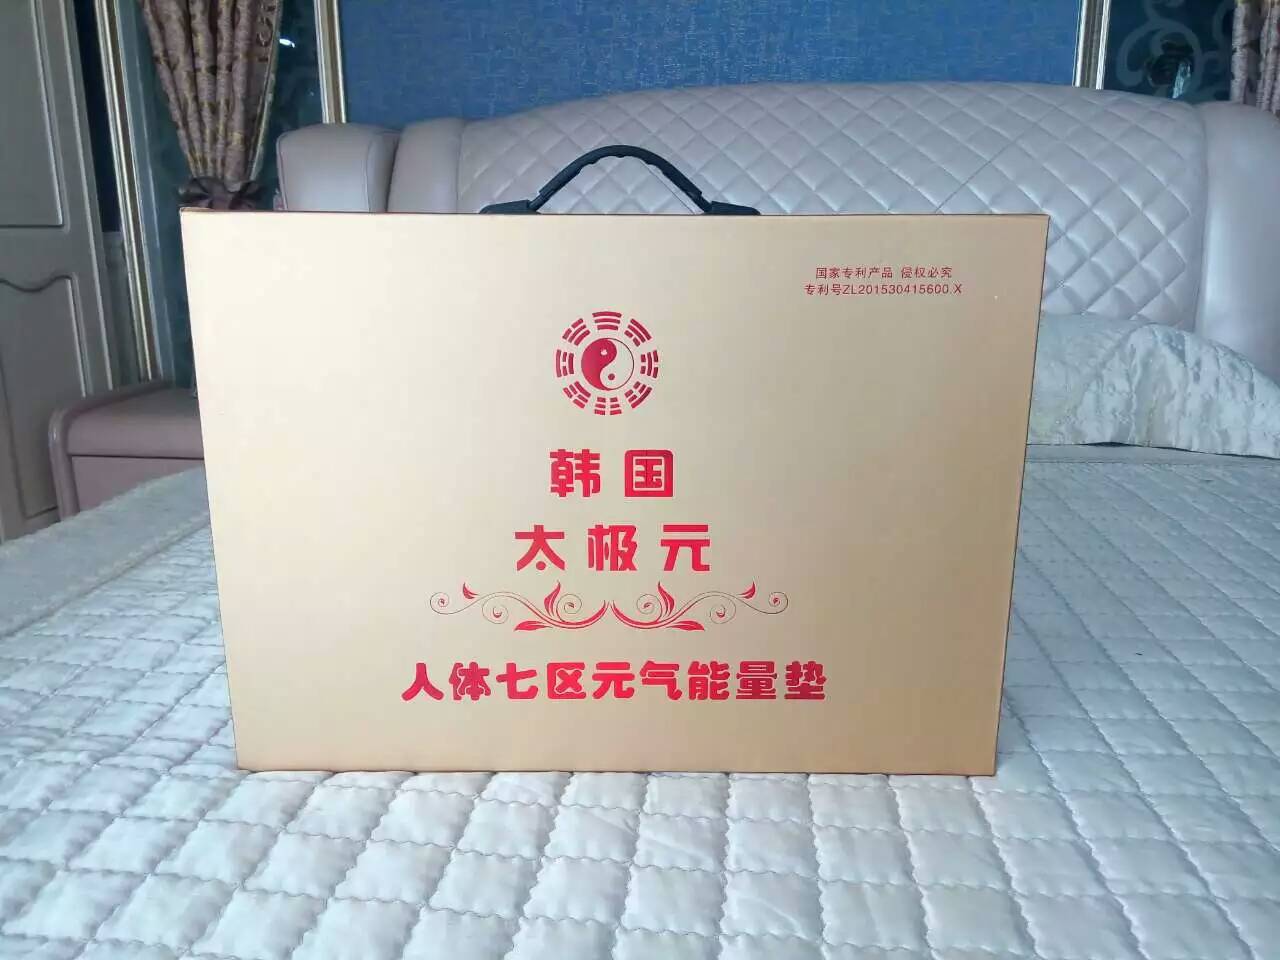 国家专利产品 侵权必究
专利号ZL201530415600.X
韩国
太极元
人体七区元气能量垫